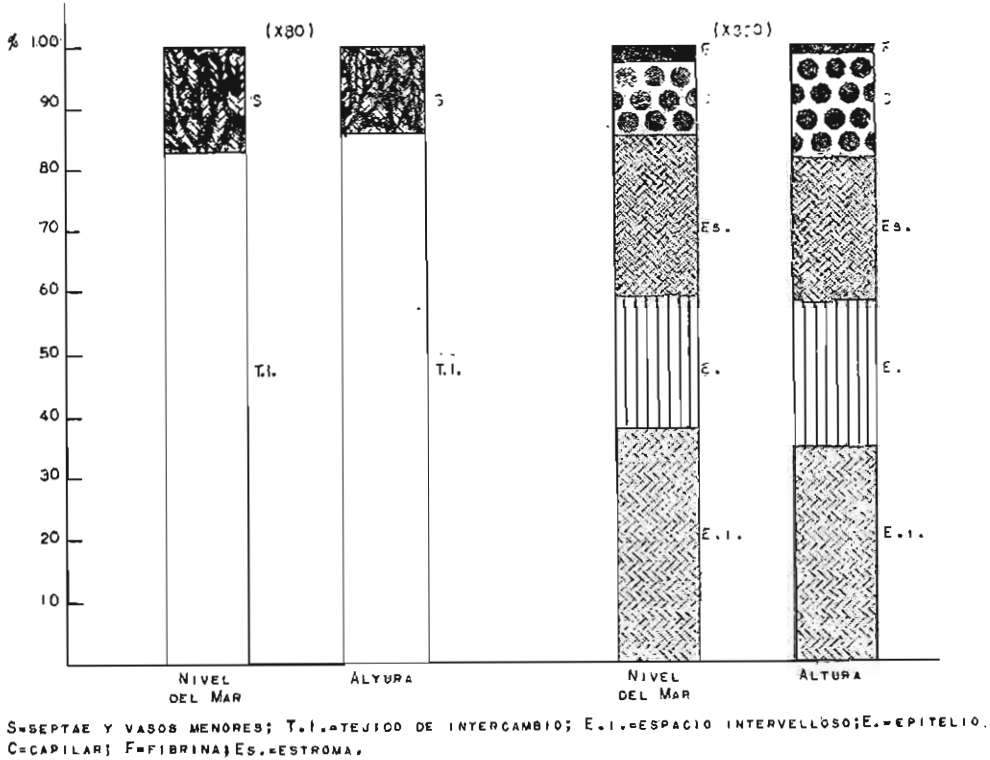 (X80)
% 100
90
80
70
60
50
40
30
20
10
S
S
T.I.
T.I.
C
Es.
Es.
E.
E.
E.I.
E.I.
NIVEL
DEL MAR
ALTURA
NIVEL
DEL MAR
ALTURA
S=SEPTAE Y VASOS MENORES; T.I.=TEJIDO DE INTERCAMBIO; E.I.=ESPACIO INTERVELLOSO;E.=EPITELIO.
C=CAPILAR; F=FIBRINA;ES.=ESTROMA.